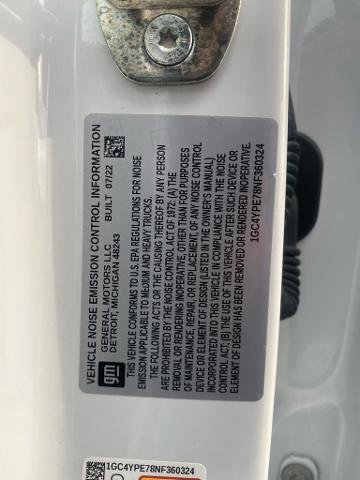 VEHICLE NOISE EMISSION CONTROL INFORMATION
GENERAL MOTORS LLC BUILT 07/22
DETROIT, MICHIGAN 48243
gm
THIS VEHICLE CONFORMS TO U.S. EPA REGULATIONS FOR NOISE
EMISSION APPLICABLE TO MEDIUM AND HEAVY TRUCKS.
THE FOLLOWING ACTS OR THE CAUSING THEREOF BY ANY PERSON
ARE PROHIBITED BY THE NOISE CONTROL ACT OF 1972: (A) THE
REMOVAL OR RENDERING INOPERATIVE, OTHER THAN FOR PURPOSES
OF MAINTENANCE, REPAIR, OR REPLACEMENT OF ANY NOISE CONTROL
DEVICE OR ELEMENT OF DESIGN (LISTED IN THE OWNER'S MANUAL)
INCORPORATED INTO THIS VEHICLE IN COMPLIANCE WITH THE NOISE
CONTROL ACT; (B) THE USE OF THIS VEHICLE AFTER SUCH DEVICE OR
ELEMENT OF DESIGN HAS BEEN REMOVED OR RENDERED INOPERATIVE.
1GC4YPE78NF360324
1GC4YPE78NF360324